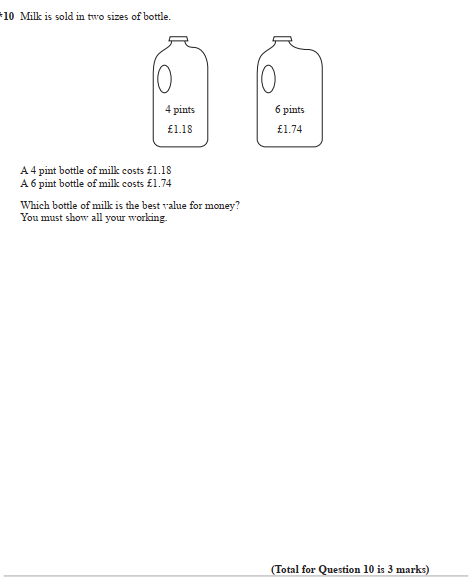 *10 Milk is sold in two sizes of bottle.
4 pints
£1.18
6 pints
£1.74
A 4 pint bottle of milk costs £1.18
A 6 pint bottle of milk costs £1.74
Which bottle of milk is the best value for money?
You must show all your working.
(Total for Question 10 is 3 marks)